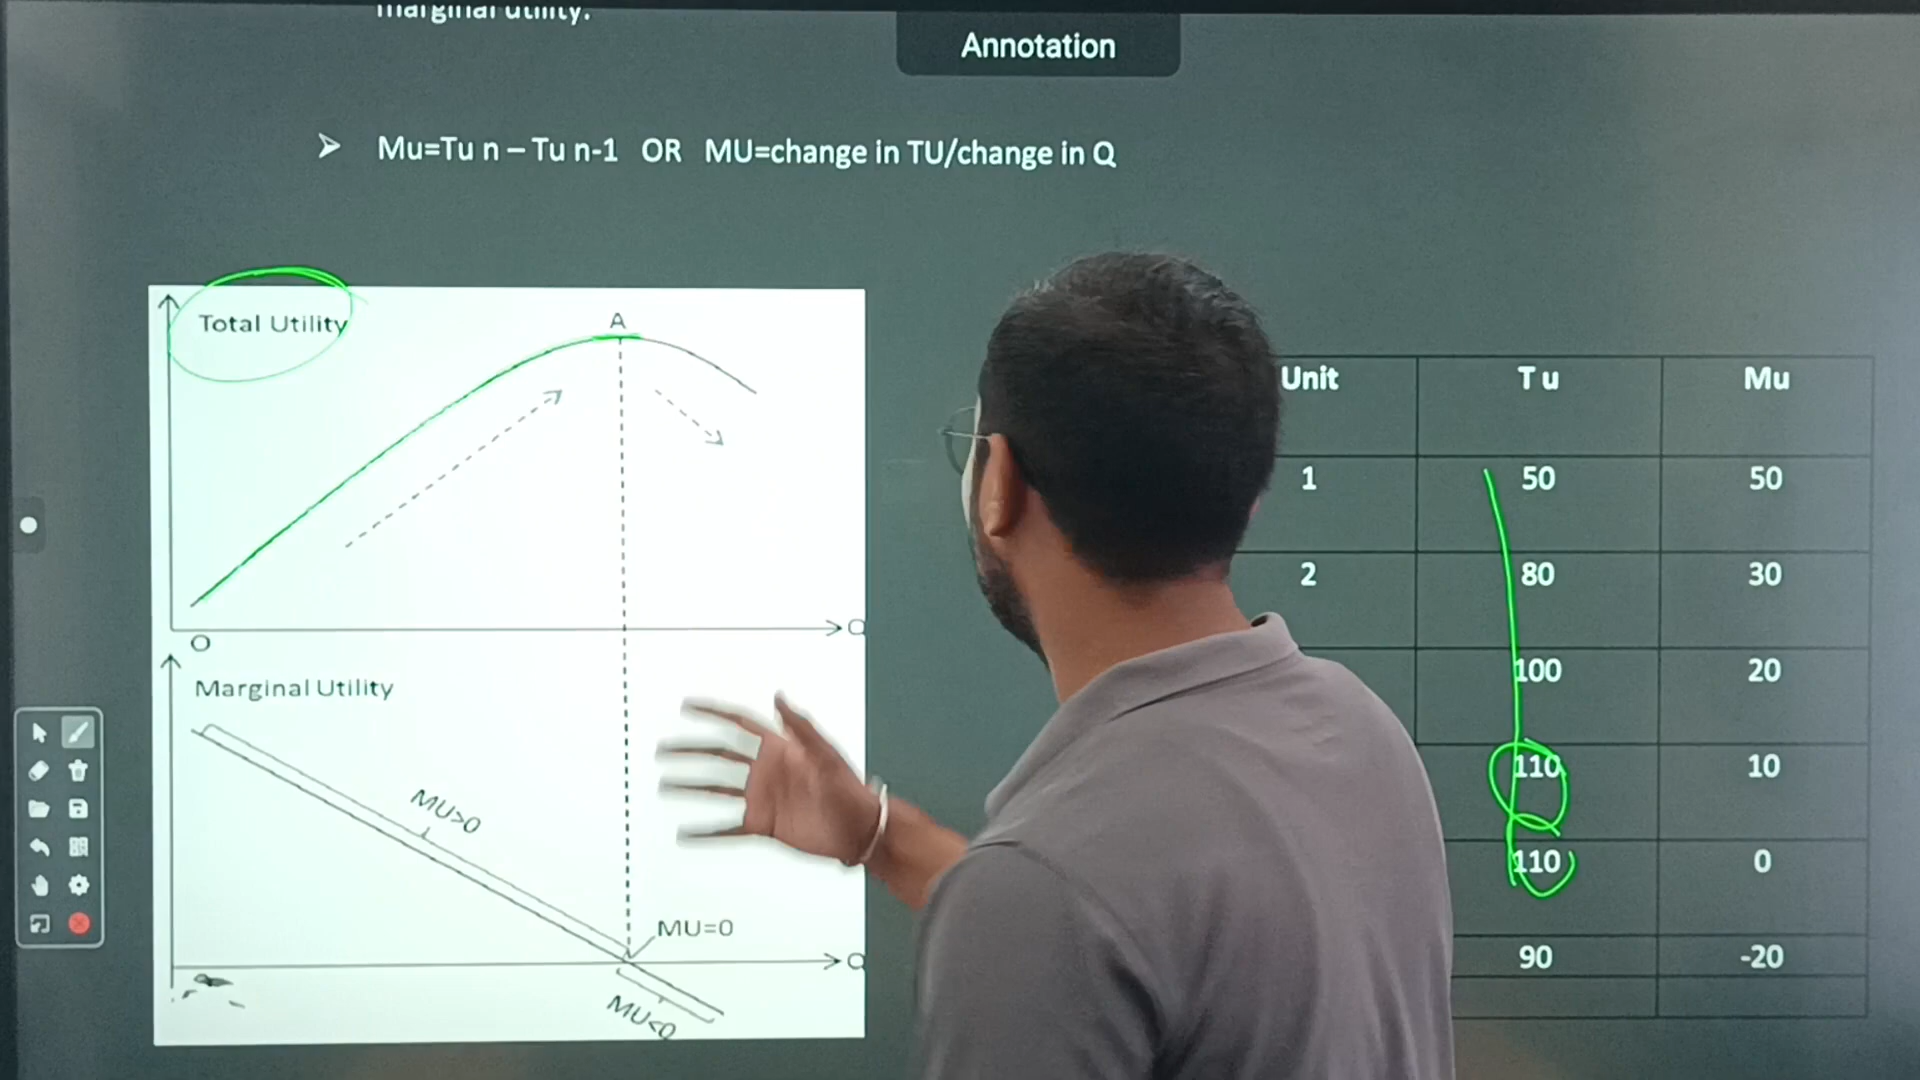 marginal utility.
Annotation
➢ Mu=Tu n – Tu n-1 OR MU=change in TU/change in Q
Total Utility
A
O
Q
Marginal Utility
MU>0
MU=0
Q
MU<0
Unit Tu Mu
1 50 50
2 80 30
100 20
110 10
110 0
90 -20